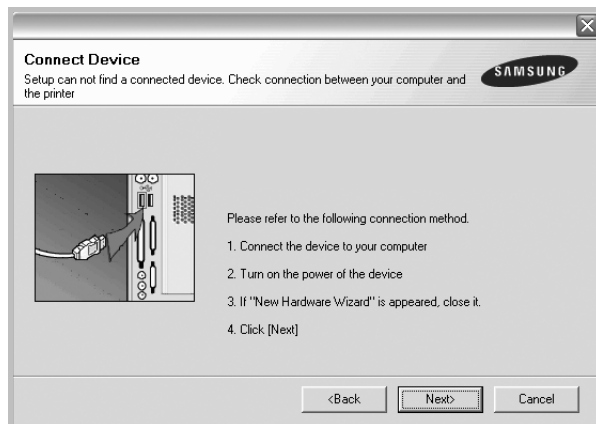 Connect Device
Setup can not find a connected device. Check connection between your computer and
the printer
SAMSUNG
Please refer to the following connection method.
1. Connect the device to your computer
2. Turn on the power of the device
3. If "New Hardware Wizard" is appeared, close it.
4. Click [Next]
<Back
Next>
Cancel